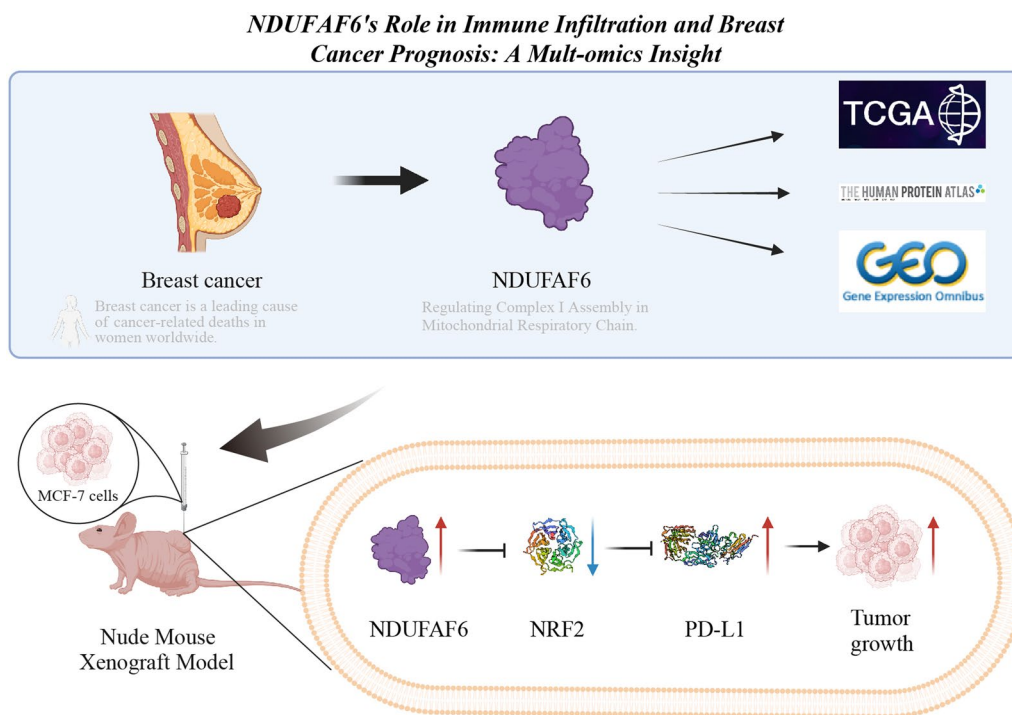 NDUFAF6's Role in Immune Infiltration and Breast
Cancer Prognosis: A Mult-omics Insight
TCGA
THE HUMAN PROTEIN ATLAS
GEO
Gene Expression Omnibus
Breast cancer
Breast cancer is a leading cause
of cancer-related deaths in
women worldwide.
NDUFAF6
Regulating Complex I Assembly in
Mitochondrial Respiratory Chain.
MCF-7 cells
Nude Mouse
Xenograft Model
NDUFAF6
NRF2
PD-L1
Tumor
growth